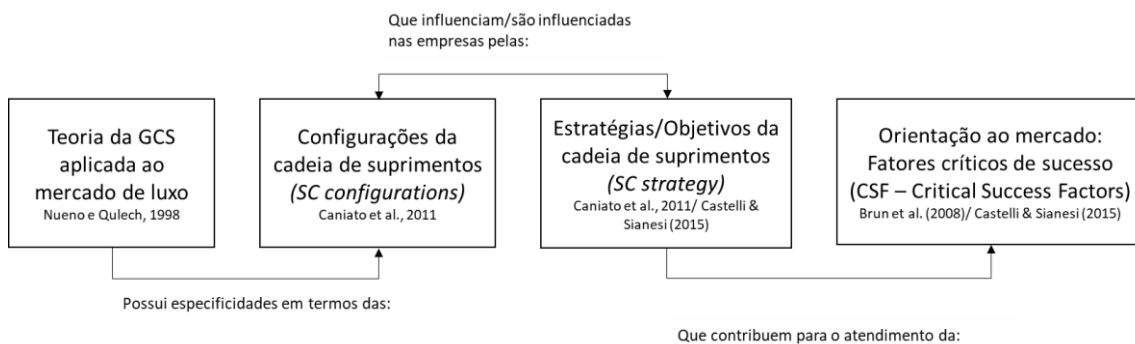 Que influenciam/são influenciadas
nas empresas pelas:
Teoria da GCS
aplicada ao
mercado de luxo
Nueno e Qulech, 1998
Configurações da
cadeia de suprimentos
(SC configurations)
Caniato et al., 2011
Estratégias/Objetivos da
cadeia de suprimentos
(SC strategy)
Caniato et al., 2011/ Castelli &
Sianesi (2015)
Orientação ao mercado:
Fatores críticos de sucesso
(CSF – Critical Success Factors)
Brun et al. (2008)/ Castelli & Sianesi (2015)
Possui especificidades em termos das:
Que contribuem para o atendimento da: